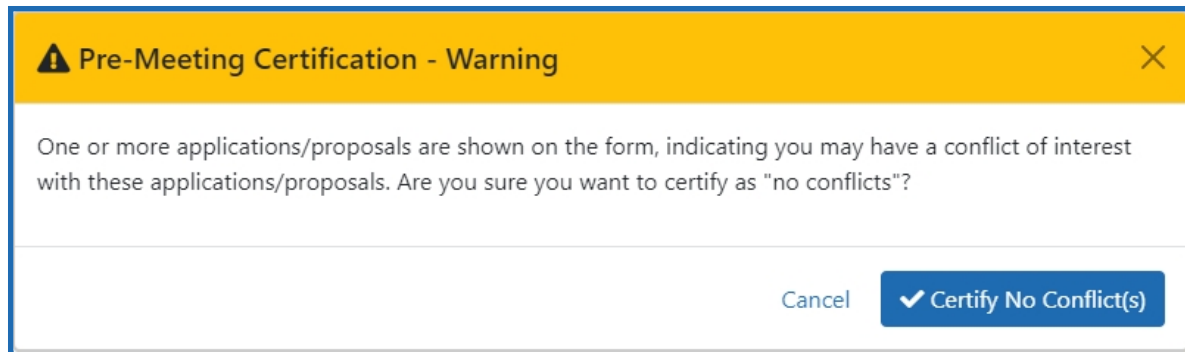 Pre-Meeting Certification - Warning
One or more applications/proposals are shown on the form, indicating you may have a conflict of interest
with these applications/proposals. Are you sure you want to certify as "no conflicts"?
Cancel
Certify No Conflict(s)